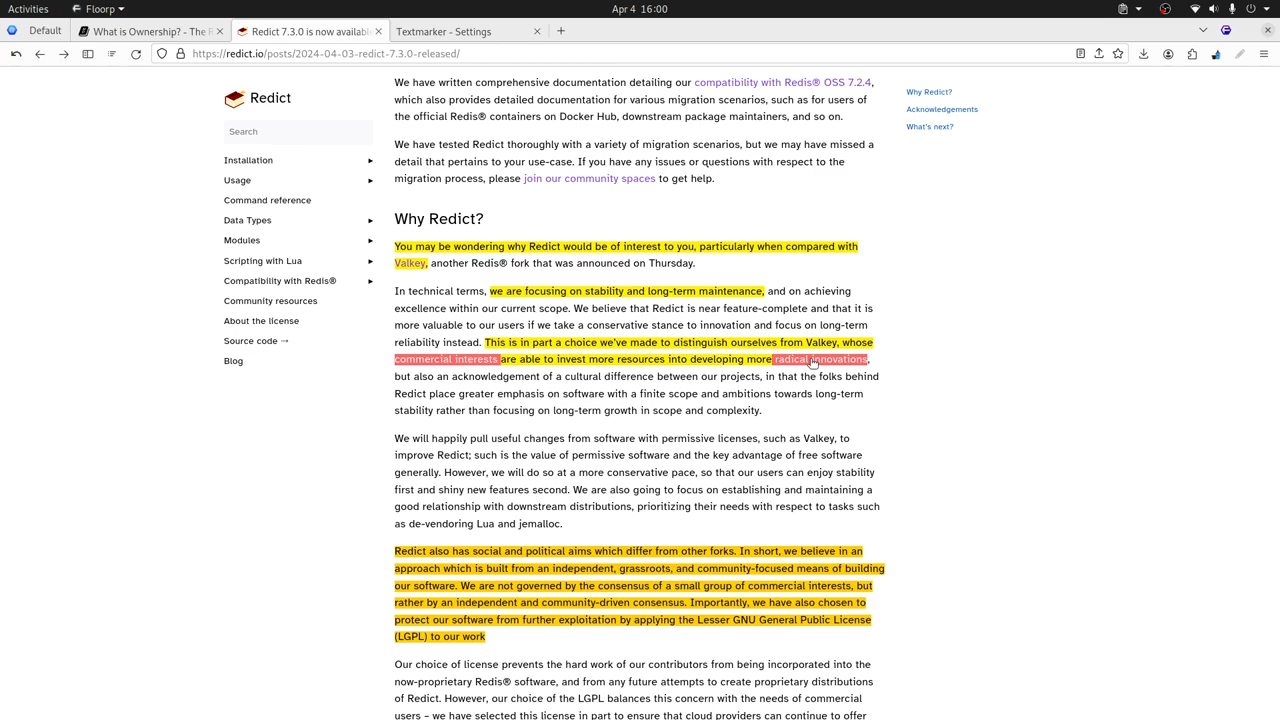 Activities
Floorp
Apr 4 16:00
Default
What is Ownership? - The R
Redict 7.3.0 is now availabl
Textmarker - Settings
https://redict.io/posts/2024-04-03-redict-7.3.0-released/
Redict
Search
Installation
Usage
Command reference
Data Types
Modules
Scripting with Lua
Compatibility with Redis®
Community resources
About the license
Source code →
Blog
We have written comprehensive documentation detailing our compatibility with Redis® OSS 7.2.4,
which also provides detailed documentation for various migration scenarios, such as for users of
the official Redis® containers on Docker Hub, downstream package maintainers, and so on.
We have tested Redict thoroughly with a variety of migration scenarios, but we may have missed a
detail that pertains to your use-case. If you have any issues or questions with respect to the
migration process, please join our community spaces to get help.
Why Redict?
You may be wondering why Redict would be of interest to you, particularly when compared with
Valkey, another Redis® fork that was announced on Thursday.
In technical terms, we are focusing on stability and long-term maintenance, and on achieving
excellence within our current scope. We believe that Redict is near feature-complete and that it is
more valuable to our users if we take a conservative stance to innovation and focus on long-term
reliability instead. This is in part a choice we've made to distinguish ourselves from Valkey, whose
commercial interests are able to invest more resources into developing more radical innovations,
but also an acknowledgement of a cultural difference between our projects, in that the folks behind
Redict place greater emphasis on software with a finite scope and ambitions towards long-term
stability rather than focusing on long-term growth in scope and complexity.
We will happily pull useful changes from software with permissive licenses, such as Valkey, to
improve Redict; such is the value of permissive software and the key advantage of free software
generally. However, we will do so at a more conservative pace, so that our users can enjoy stability
first and shiny new features second. We are also going to focus on establishing and maintaining a
good relationship with downstream distributions, prioritizing their needs with respect to tasks such
as de-vendoring Lua and jemalloc.
Redict also has social and political aims which differ from other forks. In short, we believe in an
approach which is built from an independent, grassroots, and community-focused means of building
our software. We are not governed by the consensus of a small group of commercial interests, but
rather by an independent and community-driven consensus. Importantly, we have also chosen to
protect our software from further exploitation by applying the Lesser GNU General Public License
(LGPL) to our work
Our choice of license prevents the hard work of our contributors from being incorporated into the
now-proprietary Redis® software, and from any future attempts to create proprietary distributions
of Redict. However, our choice of the LGPL balances this concern with the needs of commercial
users – we have selected this license in part to ensure that cloud providers can continue to offer
Why Redict?
Acknowledgements
What's next?